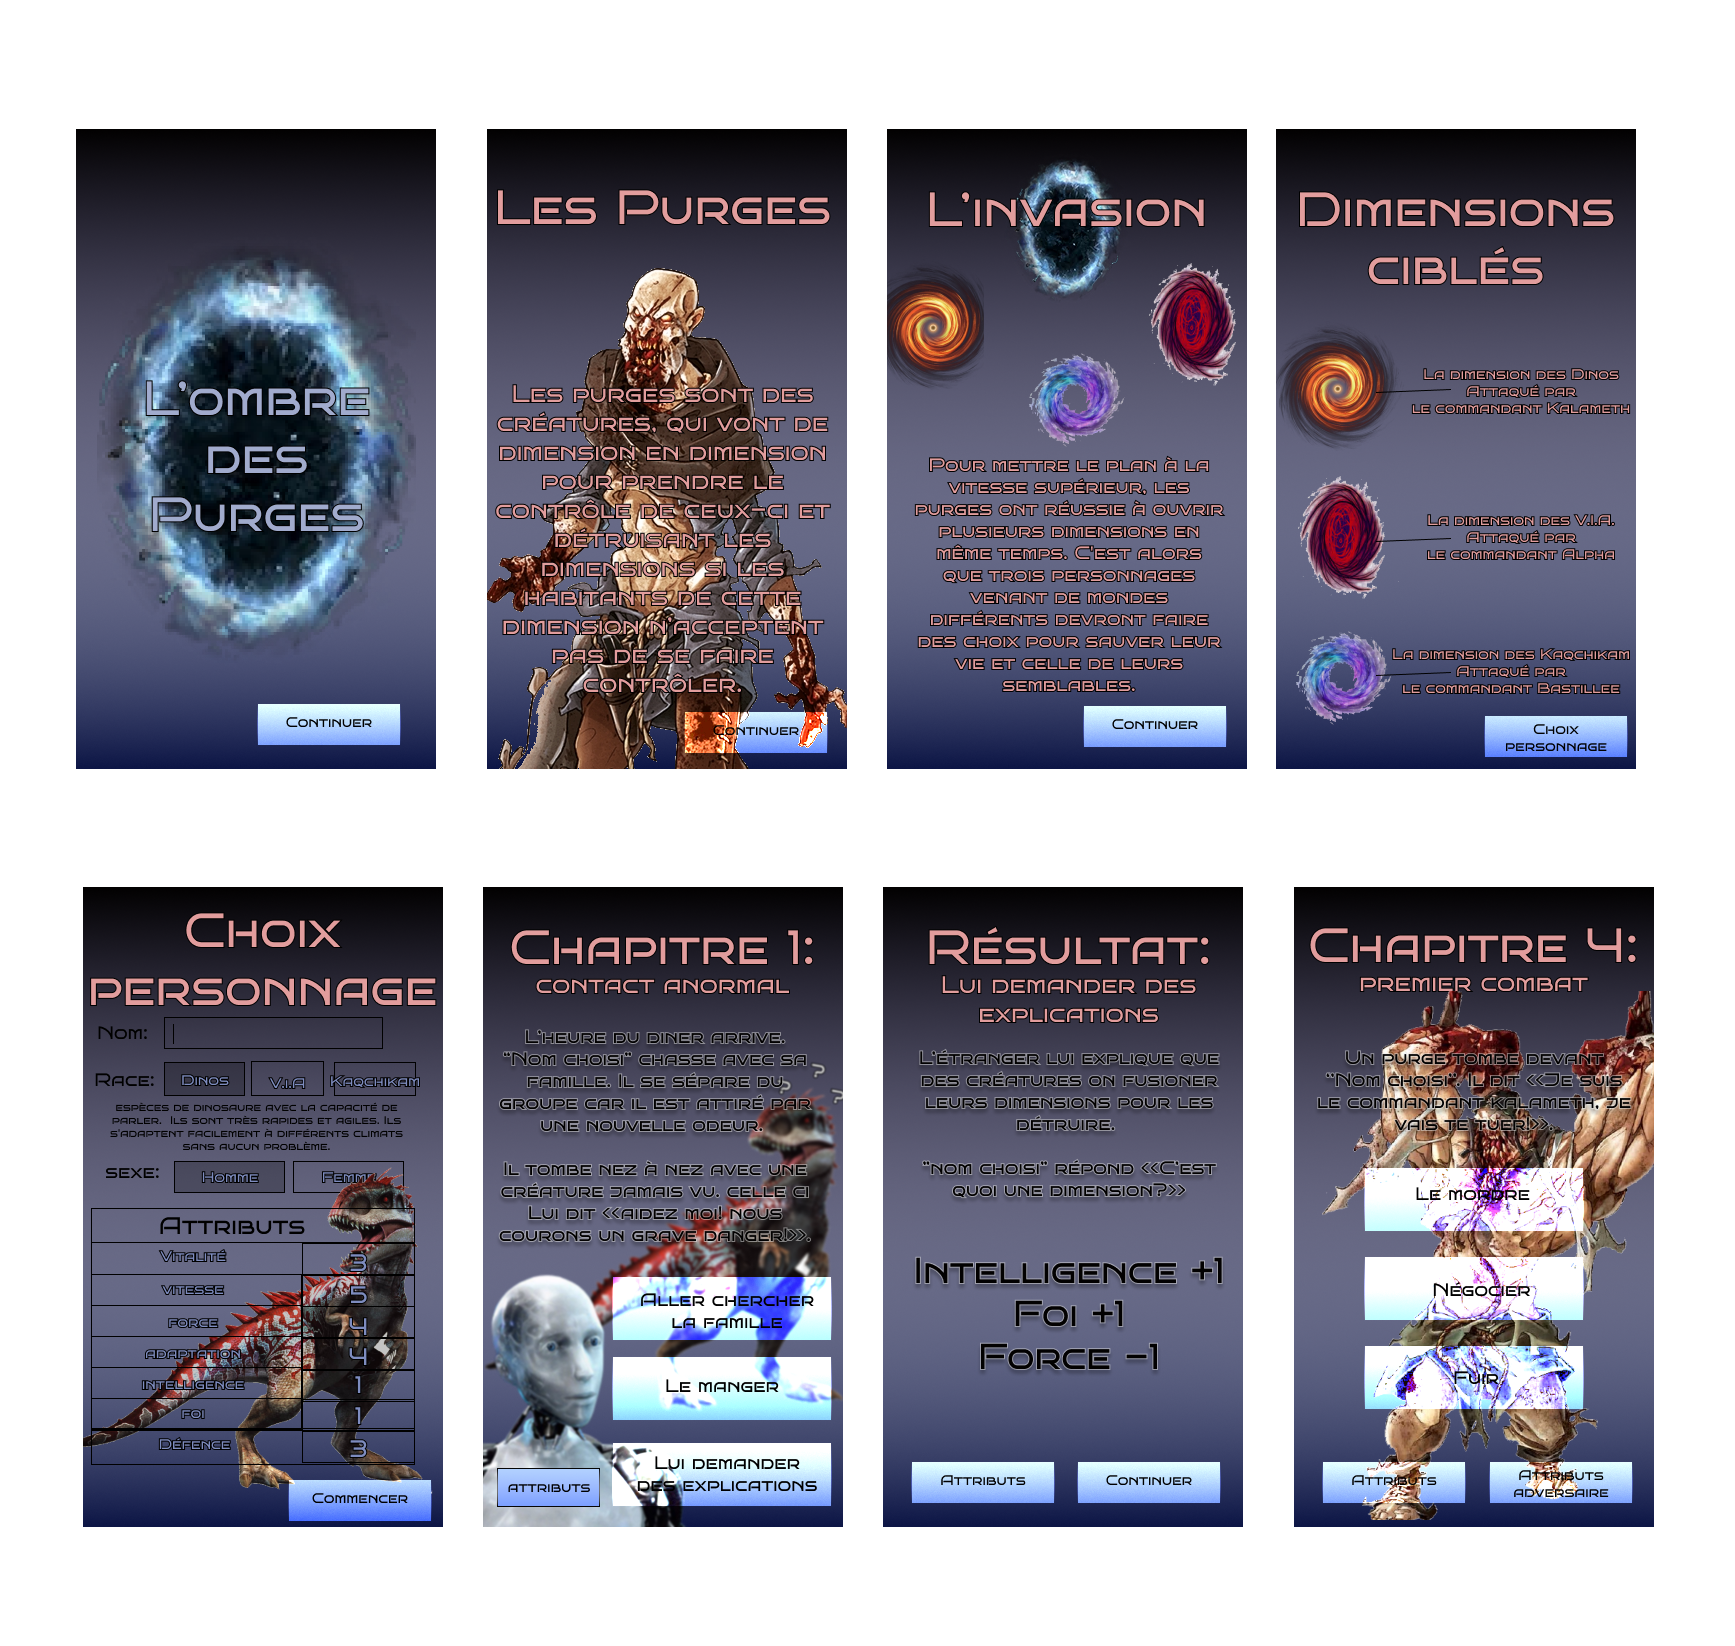 L'ombre
des
Purges
Continuer
Les Purges
Les purges sont des
créatures, qui vont de
dimension en dimension
pour prendre le
contrôle de ceux-ci et
détruisant les
dimensions si les
habitants de cette
dimension n'acceptent
pas de se faire
contrôler.
Continuer
L'invasion
Pour mettre le plan à la
vitesse supérieur, les
purges ont réussie à ouvrir
plusieurs dimensions en
même temps. C'est alors
que trois personnages
venant de mondes
différents devront faire
des choix pour sauver leur
vie et celle de leurs
semblables.
Continuer
Dimensions
ciblés
La dimension des Dinos
Attaqué par
le commandant Kalameth
La dimension des V.I.A.
Attaqué par
le commandant Alpha
La dimension des Kaqchikam
Attaqué par
le commandant Bastillee
Choix
personnage
Choix
personnage
Nom:
Race: Dinos V.I.A Kaqchikam
espèces de dinosaure avec la capacité de
parler. Ils sont très rapides et agiles. Ils
s'adaptent facilement à différents climats
sans aucun problème.
sexe: Homme Femme
Attributs
Vitalité 3
vitesse 5
force 4
adaptation 4
intelligence 1
foi 1
Défence 3
Commencer
Chapitre 1:
contact anormal
L'heure du diner arrive.
"Nom choisi" chasse avec sa
famille. Il se sépare du
groupe car il est attiré par
une nouvelle odeur.
Il tombe nez à nez avec une
créature jamais vu. celle ci
Lui dit <<aidez moi! nous
courons un grave danger!>>.
? ? ?
Aller chercher
la famille
Le manger
Lui demander
des explications
attributs
Résultat:
Lui demander des
explications
L'étranger lui explique que
des créatures on fusioner
leurs dimensions pour les
détruire.
"nom choisi" répond <<C'est
quoi une dimension?>>
Intelligence +1
Foi +1
Force -1
Attributs
Continuer
Chapitre 4:
premier combat
Un purge tombe devant
"Nom choisi". il dit <<Je suis
le commandant kalameth, je
vais te tuer!>>.
Le mordre
Négocier
Fuir
Attributs
Attributs
adversaire